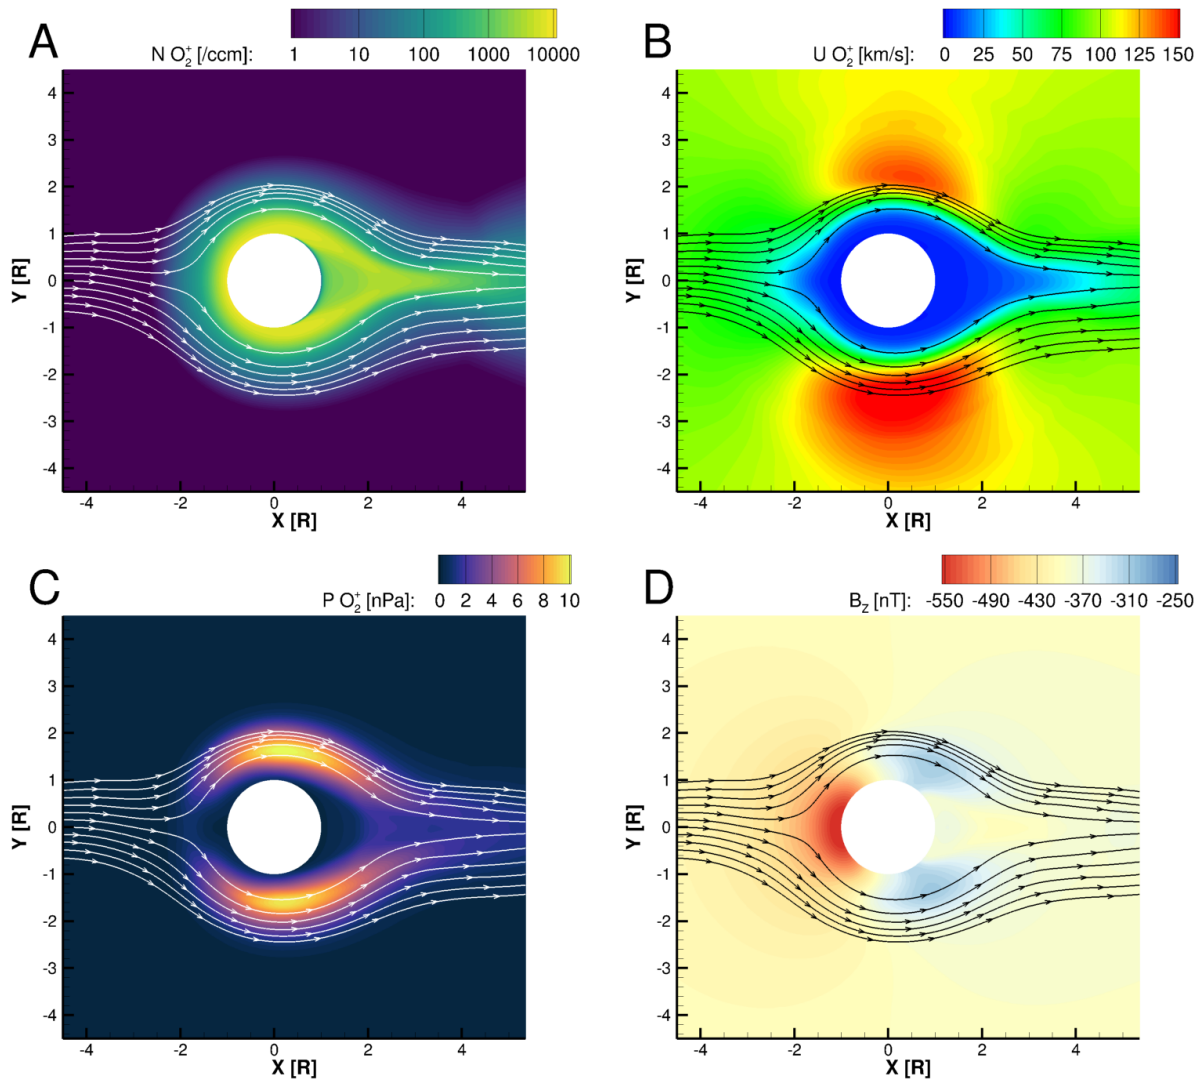 A
N O₂⁺ [/ccm]: 1 10 100 1000 10000
Y [R]
4
3
2
1
0
-1
-2
-3
-4
-4 -2 0 2 4
X [R]
B
U O₂⁺ [km/s]: 0 25 50 75 100 125 150
Y [R]
4
3
2
1
0
-1
-2
-3
-4
-4 -2 0 2 4
X [R]
C
P O₂⁺ [nPa]: 0 2 4 6 8 10
Y [R]
4
3
2
1
0
-1
-2
-3
-4
-4 -2 0 2 4
X [R]
D
B_Z [nT]: -550 -490 -430 -370 -310 -250
Y [R]
4
3
2
1
0
-1
-2
-3
-4
-4 -2 0 2 4
X [R]